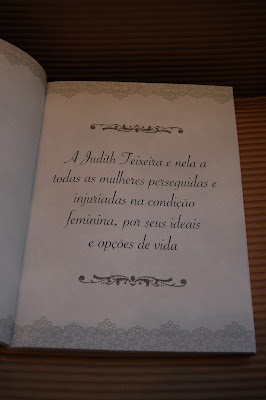 A Judith Teixeira e nela a
todas as mulheres perseguidas e
injuriadas na condição
feminina, por seus ideais
e opções de vida